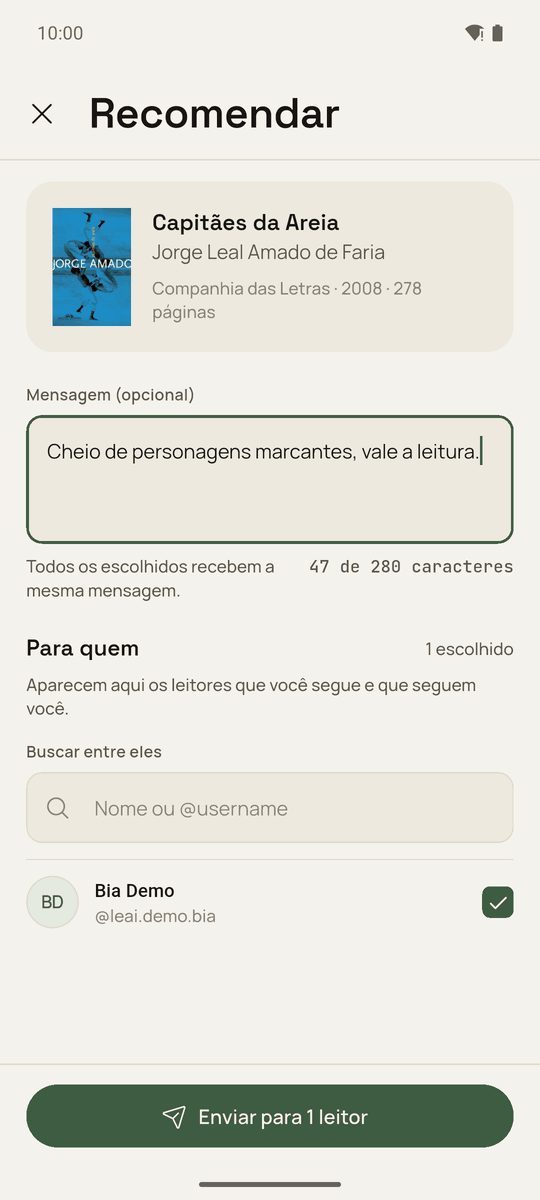 10:00
Recomendar
JORGE AMADO
Capitães da Areia
Jorge Leal Amado de Faria
Companhia das Letras · 2008 · 278
páginas
Mensagem (opcional)
Cheio de personagens marcantes, vale a leitura.
Todos os escolhidos recebem a
mesma mensagem.
47 de 280 caracteres
Para quem
1 escolhido
Aparecem aqui os leitores que você segue e que seguem
você.
Buscar entre eles
Nome ou @username
BD
Bia Demo
@leai.demo.bia
Enviar para 1 leitor